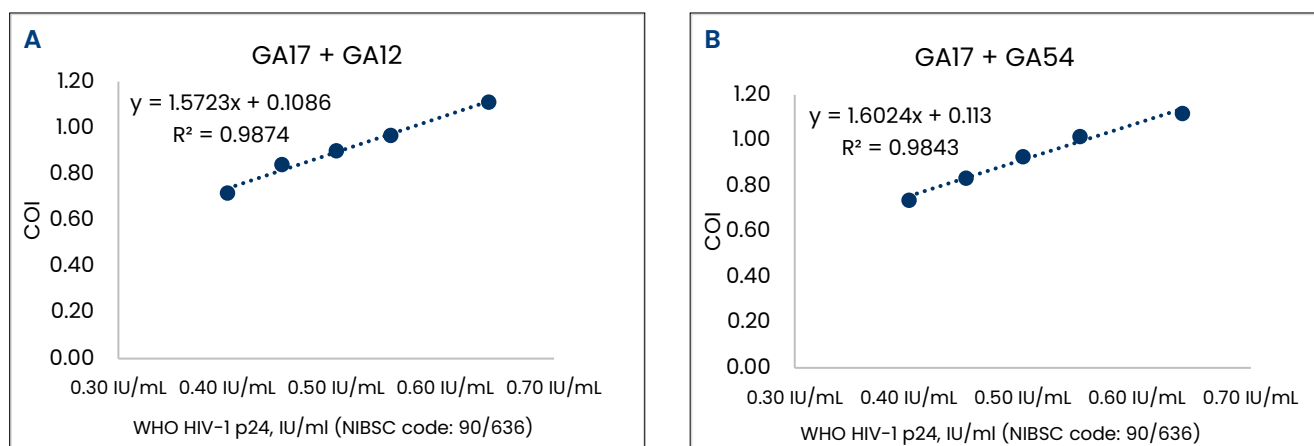 A
GA17 + GA12
y = 1.5723x + 0.1086
R² = 0.9874
1.20
1.00
0.80
0.60
0.40
0.20
0.00
COI
0.30 IU/mL 0.40 IU/mL 0.50 IU/mL 0.60 IU/mL 0.70 IU/mL
WHO HIV-1 p24, IU/ml (NIBSC code: 90/636)
B
GA17 + GA54
y = 1.6024x + 0.113
R² = 0.9843
1.20
1.00
0.80
0.60
0.40
0.20
0.00
COI
0.30 IU/mL 0.40 IU/mL 0.50 IU/mL 0.60 IU/mL 0.70 IU/mL
WHO HIV-1 p24, IU/ml (NIBSC code: 90/636)